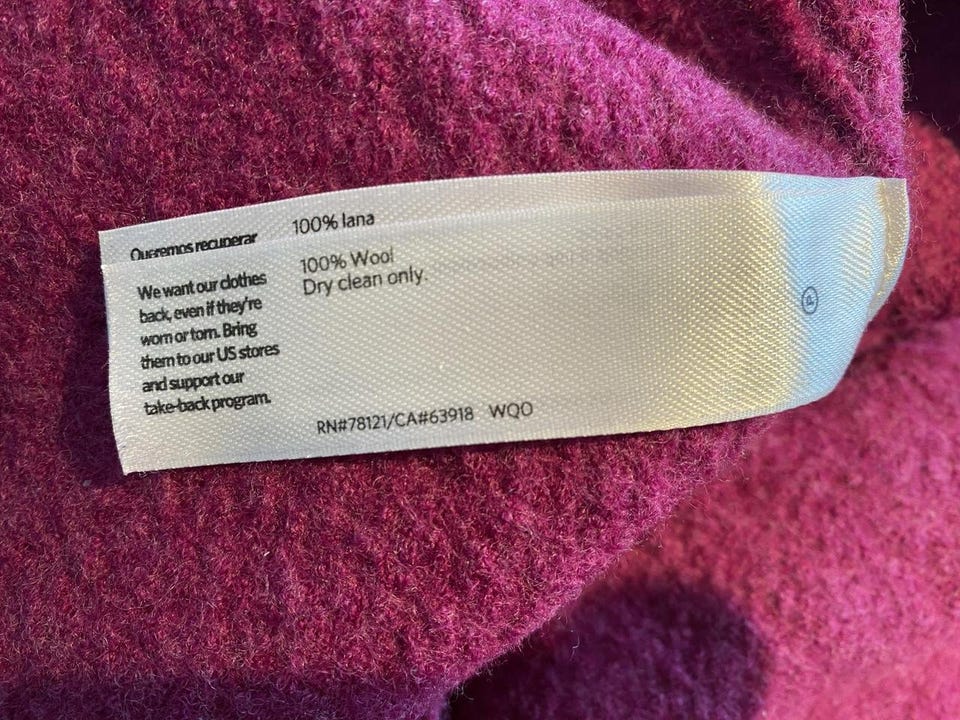 Queremos recuperar
100% lana
We want our clothes
back, even if they're
worn or torn. Bring
them to our US stores
and support our
take-back program.
100% Wool
Dry clean only.
RN#78121/CA#63918 WQO
P